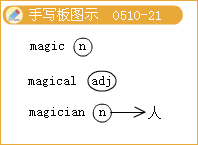 手写板图示 0510-21
magic n
magical adj
magician n → 人